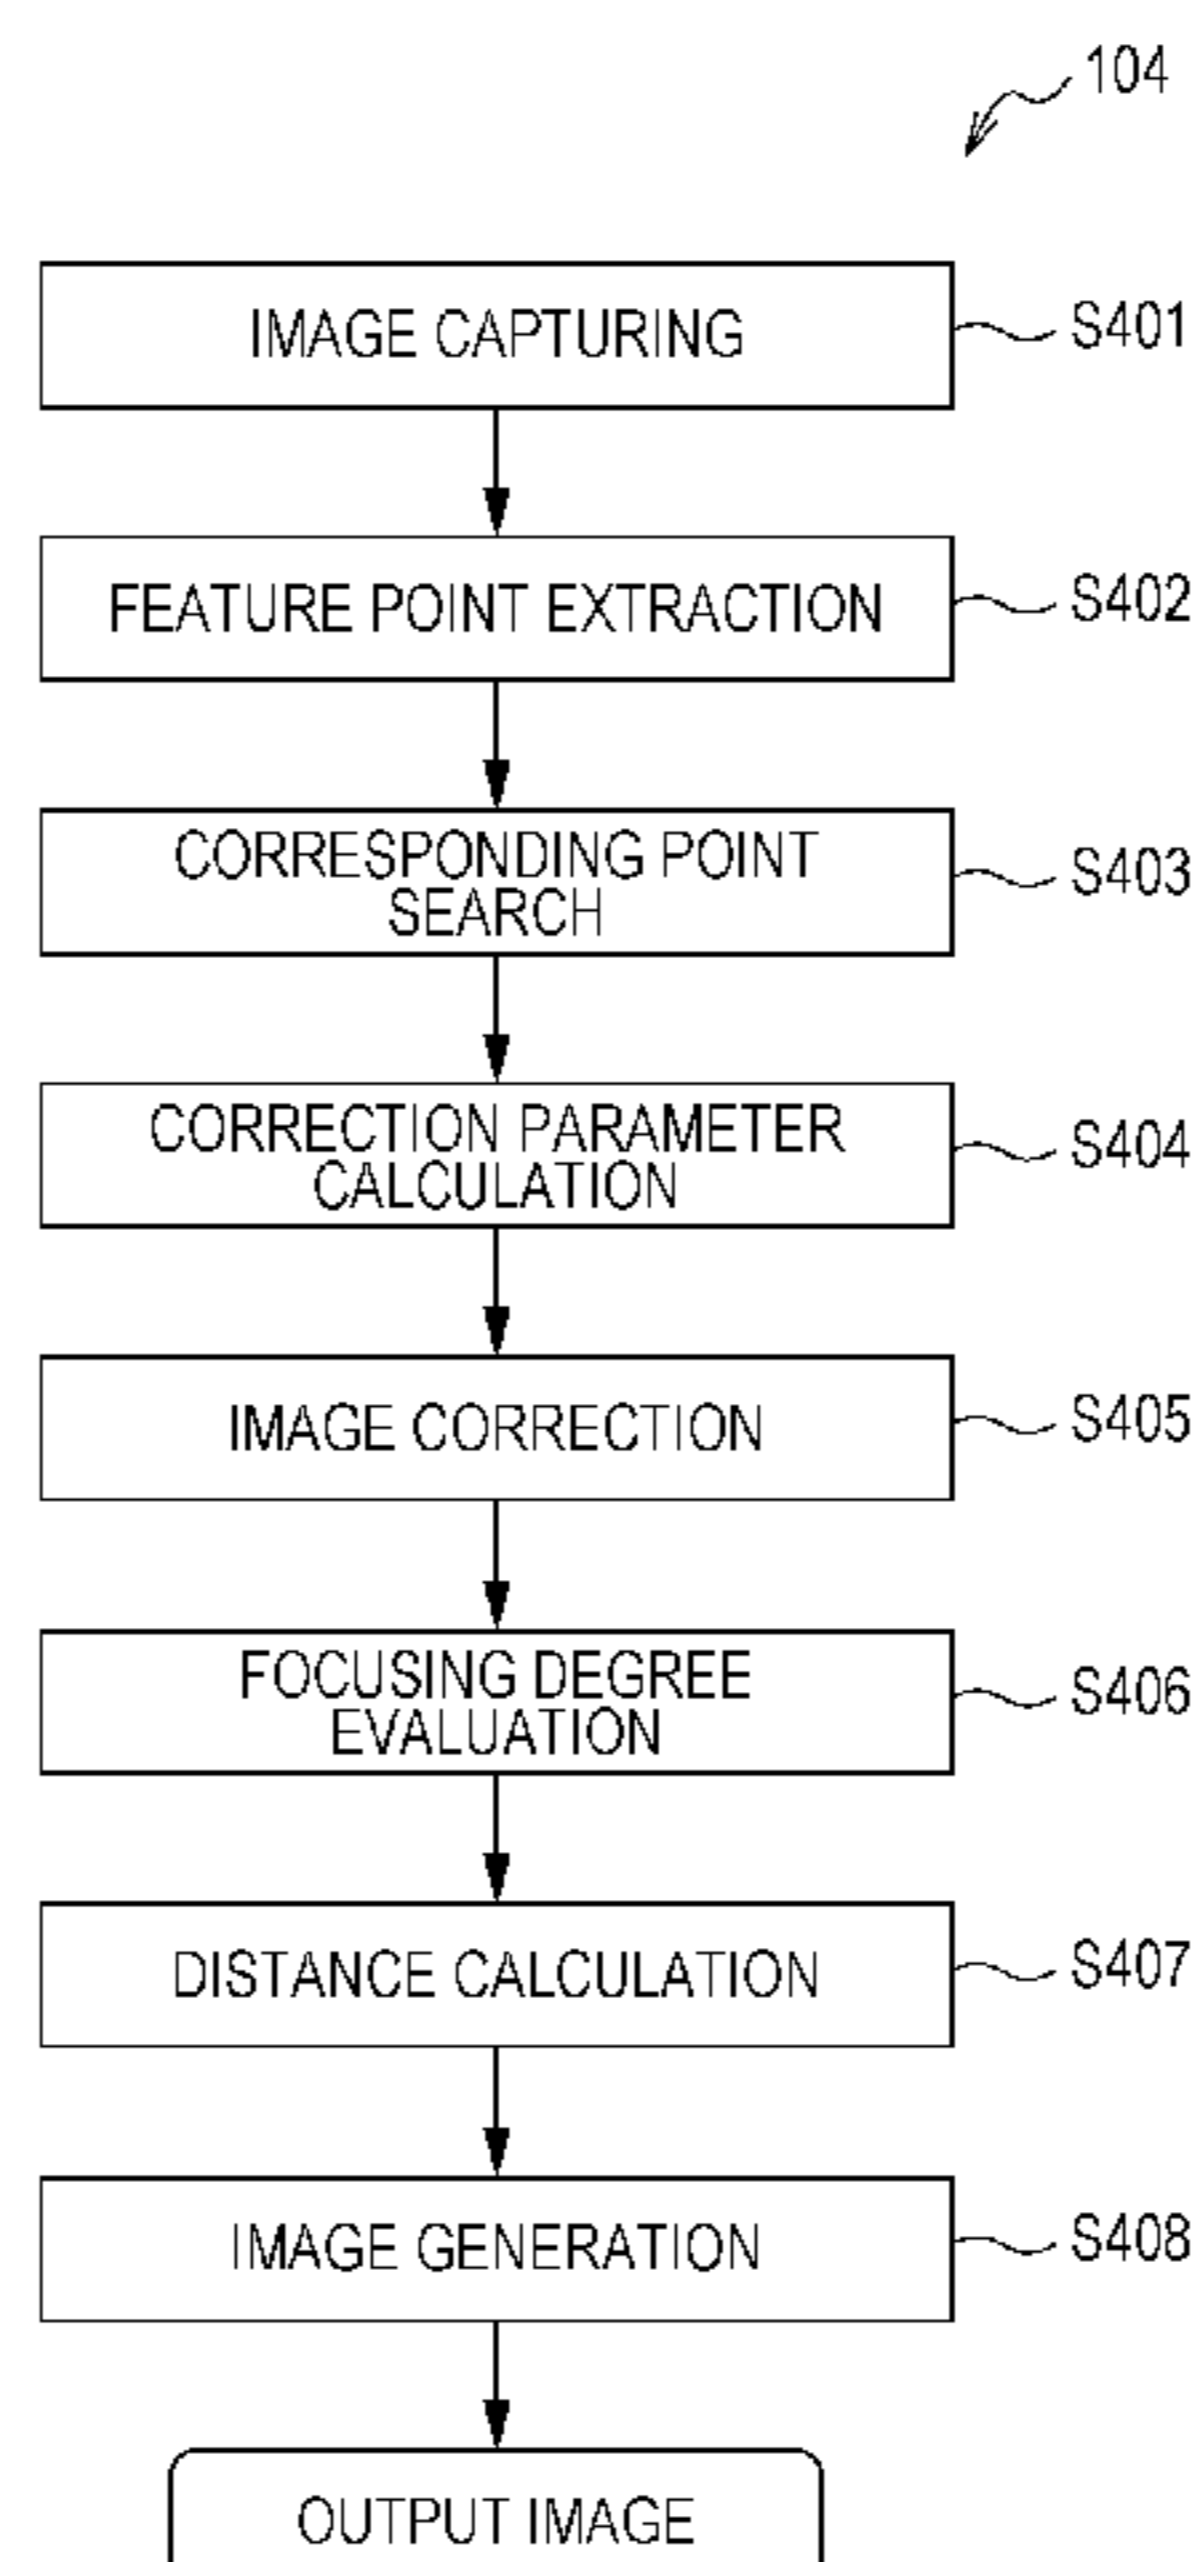 104
IMAGE CAPTURING
S401
FEATURE POINT EXTRACTION
S402
CORRESPONDING POINT
SEARCH
S403
CORRECTION PARAMETER
CALCULATION
S404
IMAGE CORRECTION
S405
FOCUSING DEGREE
EVALUATION
S406
DISTANCE CALCULATION
S407
IMAGE GENERATION
S408
OUTPUT IMAGE